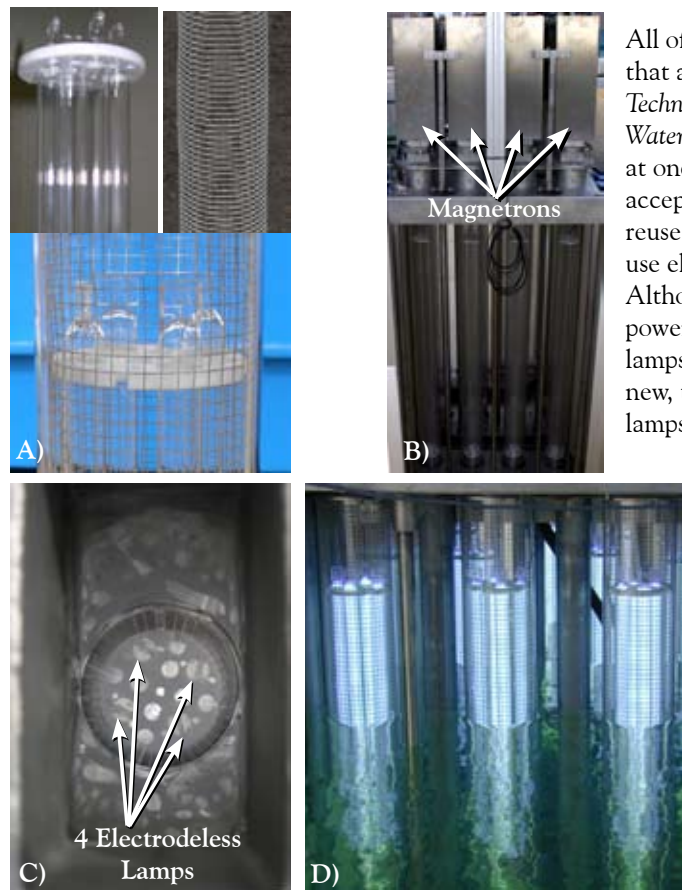 All of
that a
Techn
Water
at one
accep
reuse
use el
Altho
power
lamps
new,
lamps
Magnetrons
A)
B)
4 Electrodeless
Lamps
C)
D)